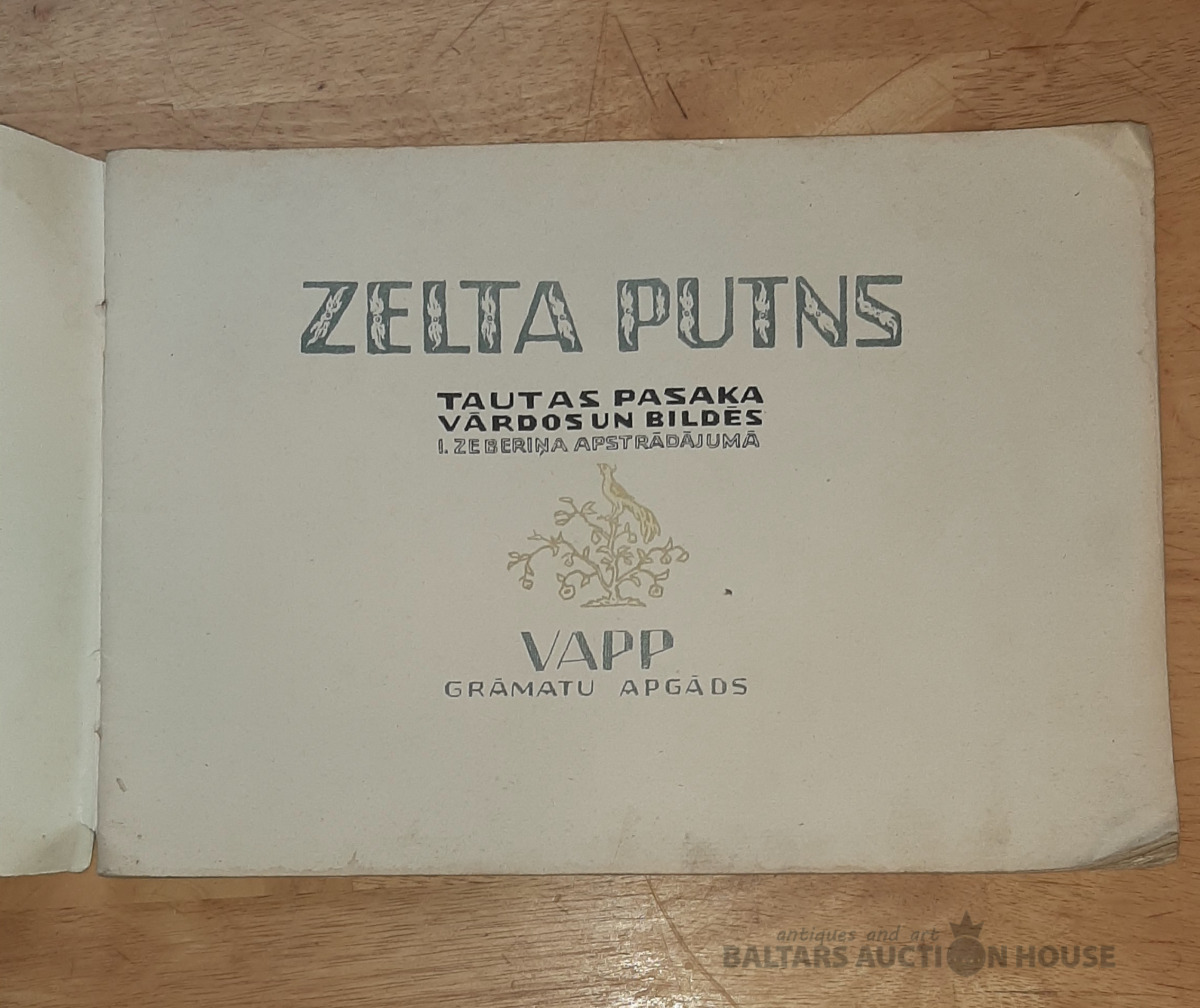 ZELTA PUTNS
TAUTAS PASAKA
VĀRDOS UN BILDĒS
I. ZEBERIŅA APSTRĀDĀJUMĀ
VAPP
GRĀMATU APGĀDS
antiques and art
BALTARS AUCTION HOUSE